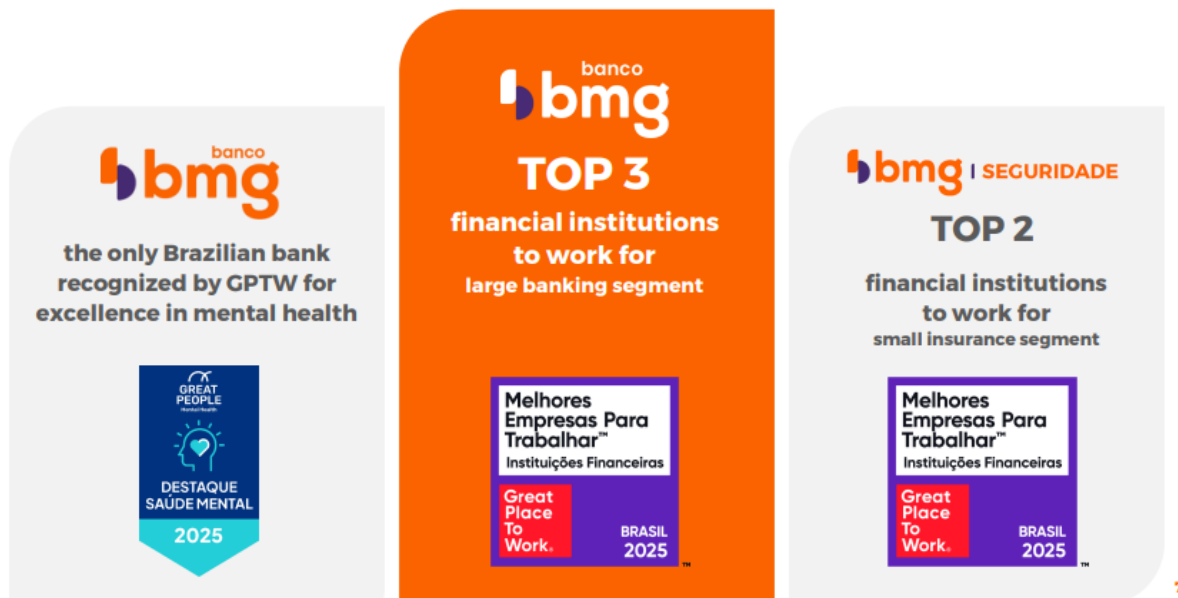 banco
bmg
the only Brazilian bank
recognized by GPTW for
excellence in mental health
GREAT
PEOPLE
Mental Health
DESTAQUE
SAÚDE MENTAL
2025
banco
bmg
TOP 3
financial institutions
to work for
large banking segment
Melhores
Empresas Para
Trabalhar™
Instituições Financeiras
Great
Place
To
Work.
BRASIL
2025
™
bmg | SEGURIDADE
TOP 2
financial institutions
to work for
small insurance segment
Melhores
Empresas Para
Trabalhar™
Instituições Financeiras
Great
Place
To
Work.
BRASIL
2025
™